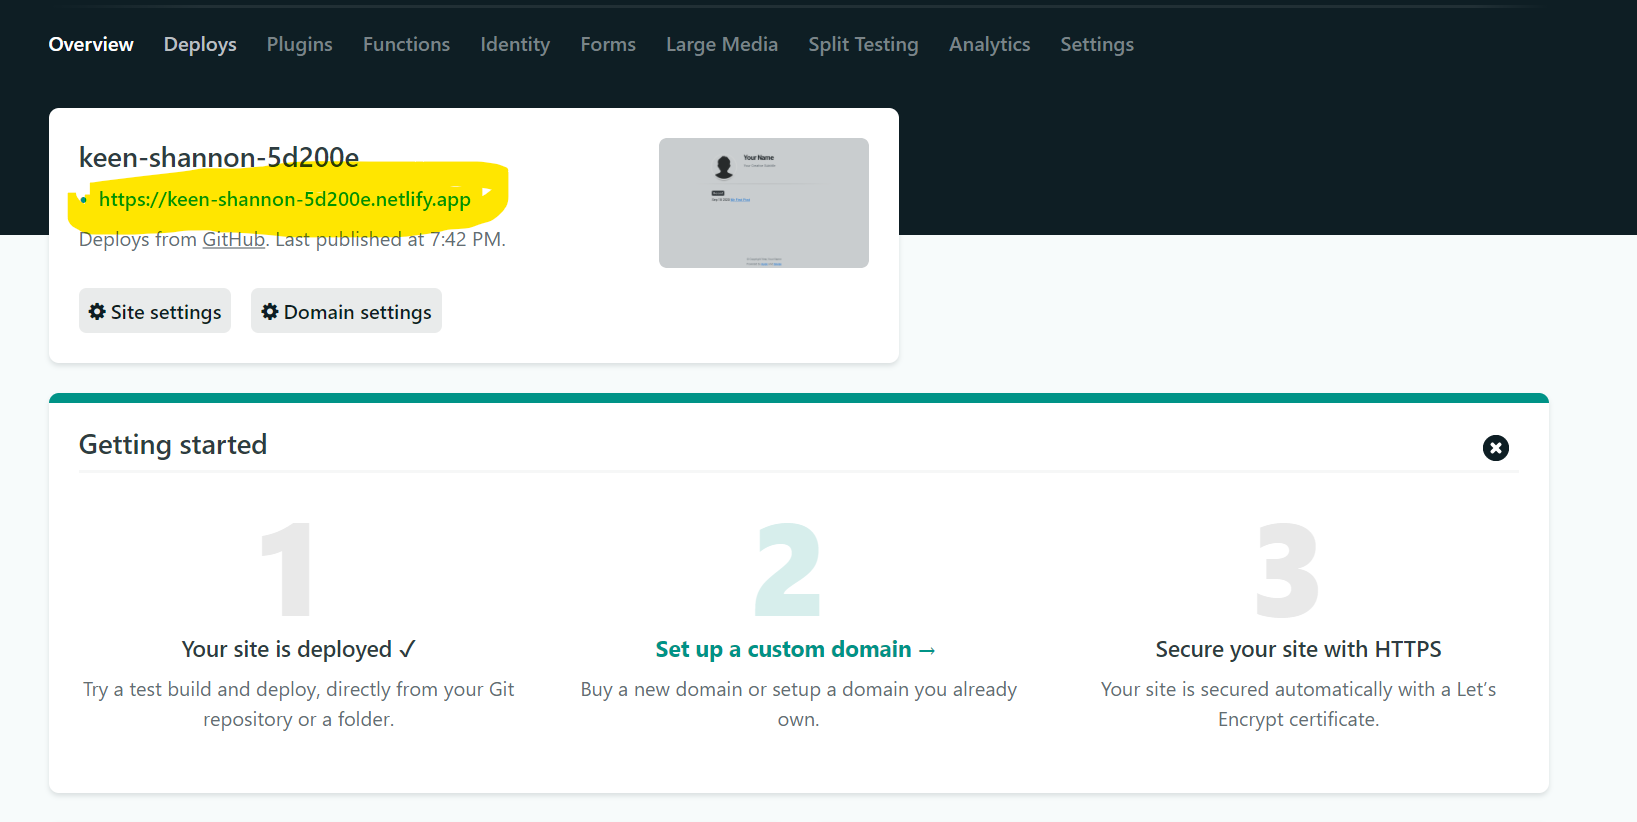 Overview Deploys Plugins Functions Identity Forms Large Media Split Testing Analytics Settings
keen-shannon-5d200e
https://keen-shannon-5d200e.netlify.app
Deploys from GitHub. Last published at 7:42 PM.
Your Name
Site settings Domain settings
Getting started
1
Your site is deployed ✓
Try a test build and deploy, directly from your Git
repository or a folder.
2
Set up a custom domain →
Buy a new domain or setup a domain you already
own.
3
Secure your site with HTTPS
Your site is secured automatically with a Let's
Encrypt certificate.